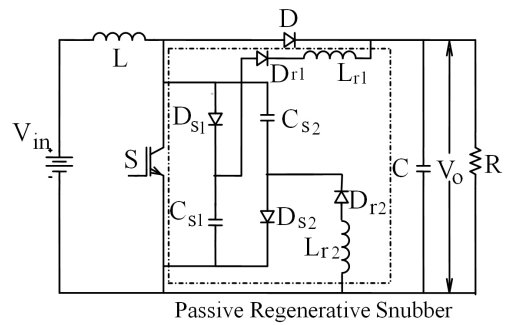 D
L
Dr1
Lr1
Vin
+
-
S
Ds1
Cs2
Cs1
Ds2
Dr2
Lr2
C
Vo
R
Passive Regenerative Snubber